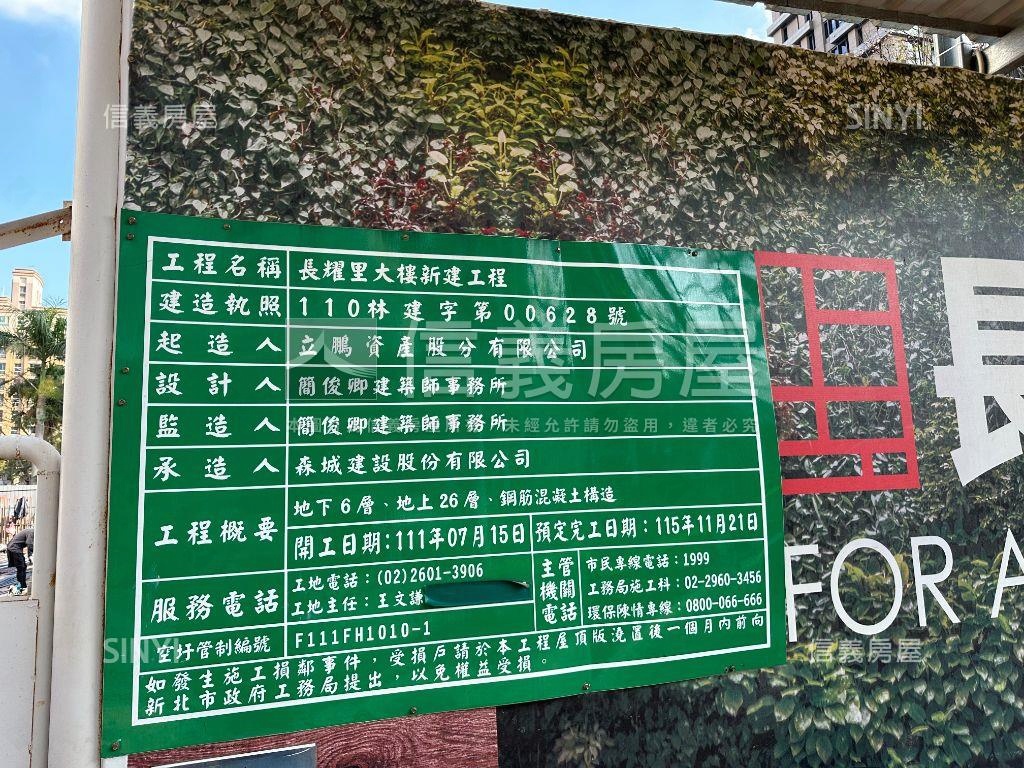 信義房屋
SINYI
工程名稱 長耀里大樓新建工程
建造執照 110林建字第00628號
起造人 立鵬資產股份有限公司
設計人 簡俊卿建築師事務所
監造人 簡俊卿建築師事務所
承造人 森城建設股份有限公司
工程概要 地下6層、地上26層、鋼筋混凝土構造
開工日期:111年07月15日 預定完工日期:115年11月21日
服務電話 工地電話:(02)2601-3906
工地主任:王文謙
主管機關電話 市民專線電話:1999
工務局施工科:02-2960-3456
環保陳情專線:0800-066-666
空汙管制編號 F111FH1010-1
如發生施工損鄰事件,受損戶請於本工程屋頂版澆置後一個月內前向
新北市政府工務局提出,以免權益受損。
信義房屋
未經允許請勿盜用,違者必究
長
FOR A
SINYI
信義房屋